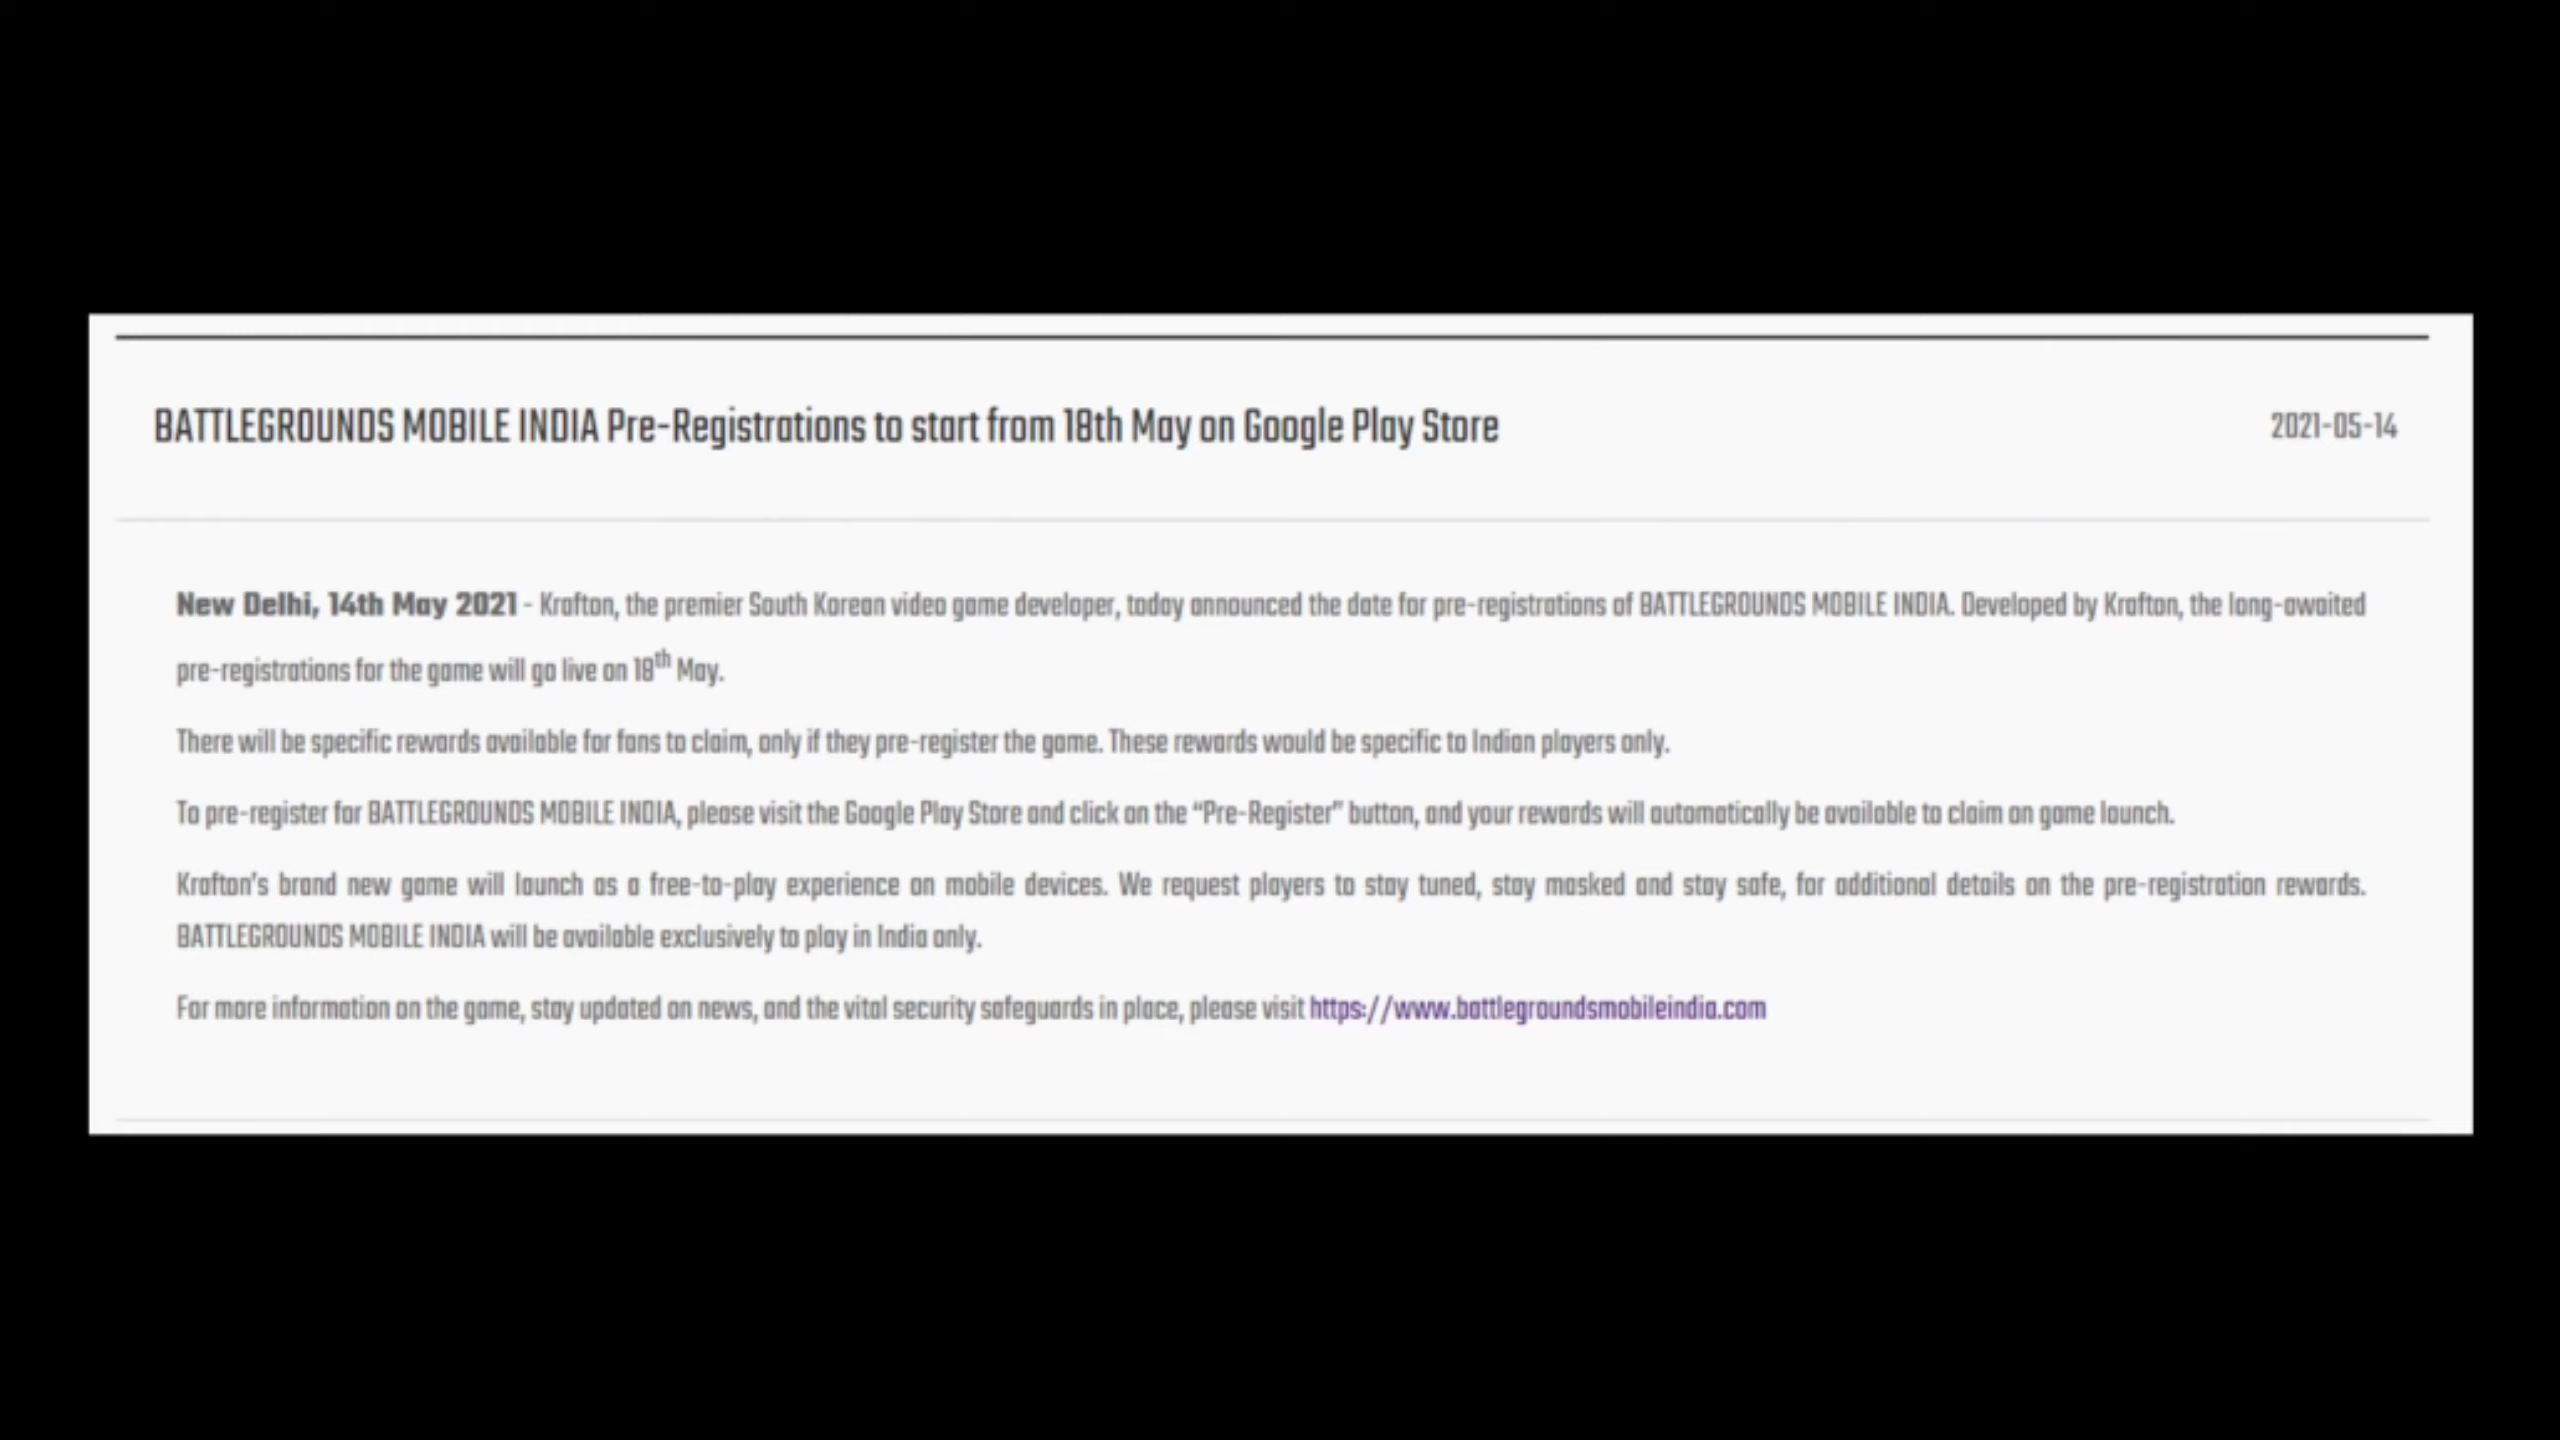 BATTLEGROUNDS MOBILE INDIA Pre-Registrations to start from 18th May on Google Play Store
2021-05-14
New Delhi, 14th May 2021 - Krafton, the premier South Korean video game developer, today announced the date for pre-registrations of BATTLEGROUNDS MOBILE INDIA. Developed by Krafton, the long-awaited
pre-registrations for the game will go live on 18th May.
There will be specific rewards available for fans to claim, only if they pre-register the game. These rewards would be specific to Indian players only.
To pre-register for BATTLEGROUNDS MOBILE INDIA, please visit the Google Play Store and click on the “Pre-Register” button, and your rewards will automatically be available to claim on game launch.
Krafton’s brand new game will launch as a free-to-play experience on mobile devices. We request players to stay tuned, stay masked and stay safe, for additional details on the pre-registration rewards.
BATTLEGROUNDS MOBILE INDIA will be available exclusively to play in India only.
For more information on the game, stay updated on news, and the vital security safeguards in place, please visit https://www.battlegroundsmobileindia.com